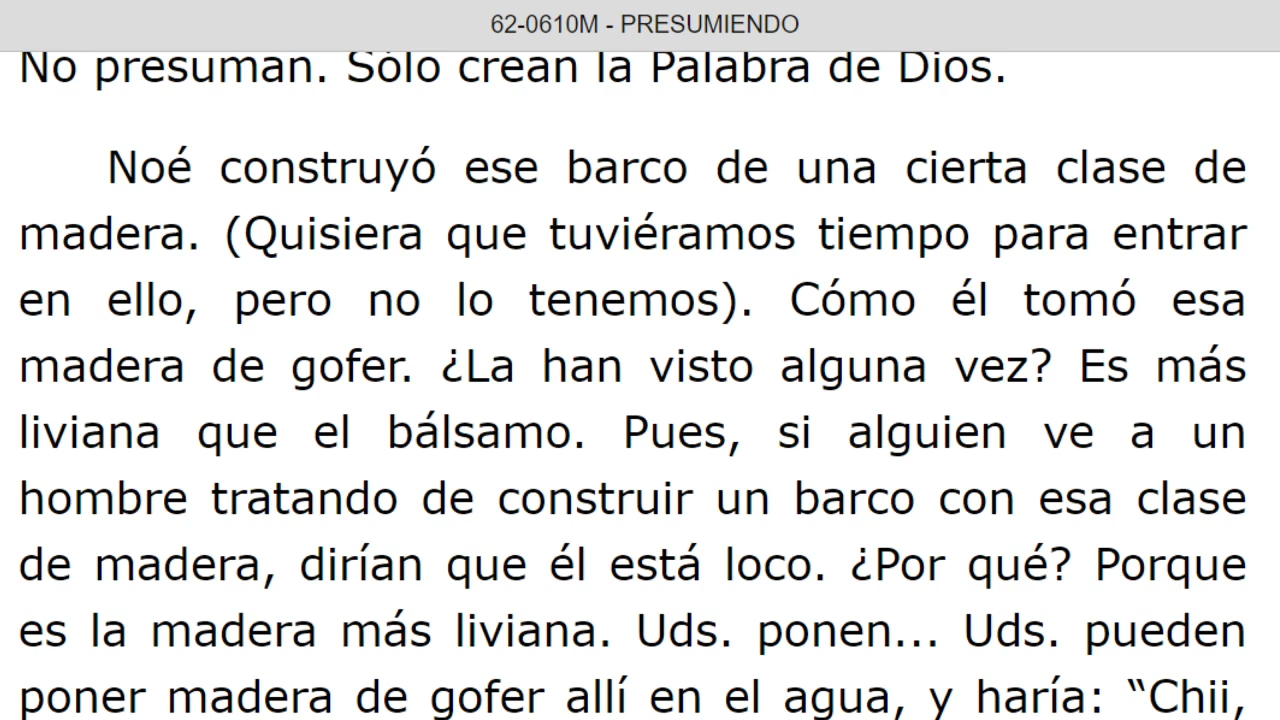 62-0610M - PRESUMIENDO
No presuman. Sólo crean la Palabra de Dios.
Noé construyó ese barco de una cierta clase de
madera. (Quisiera que tuviéramos tiempo para entrar
en ello, pero no lo tenemos). Cómo él tomó esa
madera de gofer. ¿La han visto alguna vez? Es más
liviana que el bálsamo. Pues, si alguien ve a un
hombre tratando de construir un barco con esa clase
de madera, dirían que él está loco. ¿Por qué? Porque
es la madera más liviana. Uds. ponen... Uds. pueden
poner madera de gofer allí en el agua, y haría: “Chii,